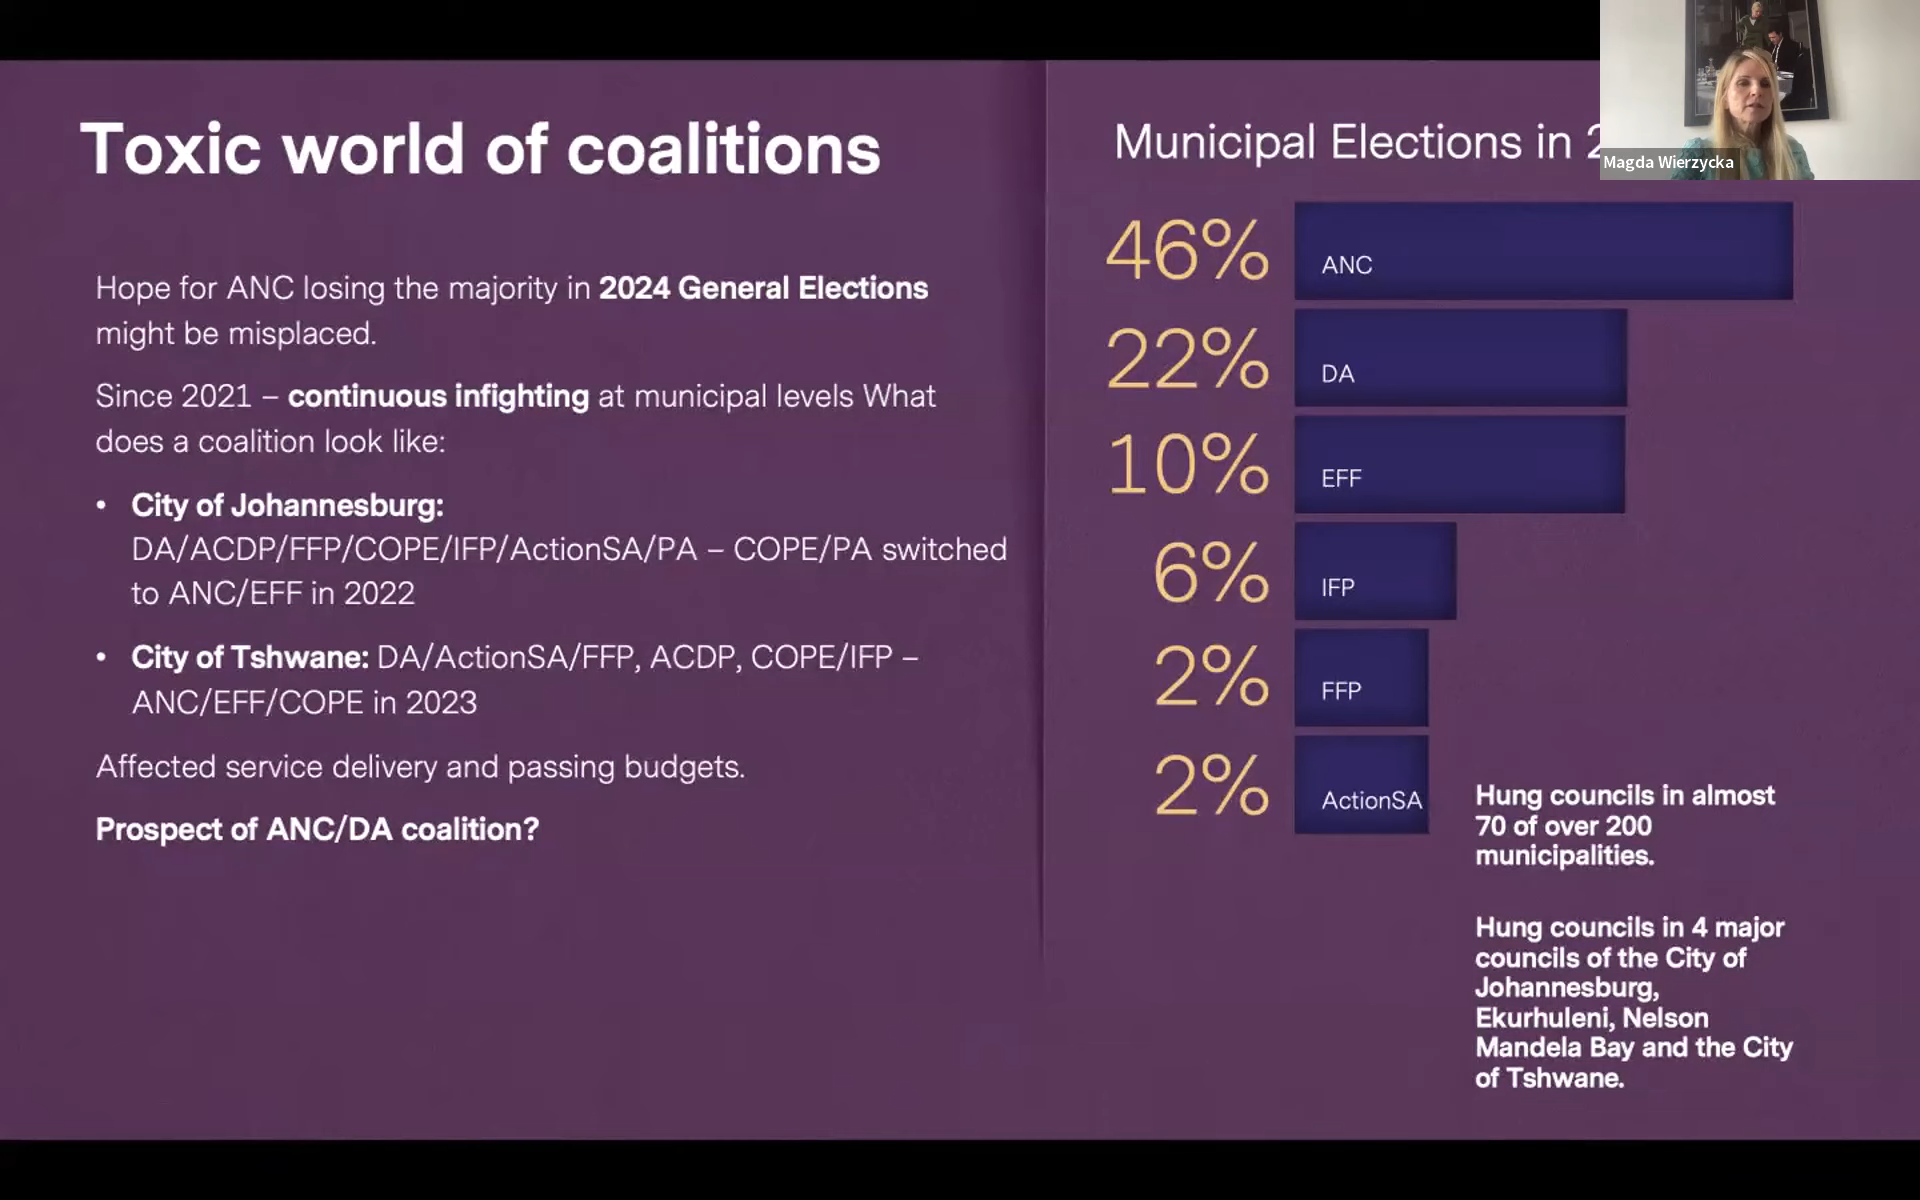 Toxic world of coalitions
Hope for ANC losing the majority in 2024 General Elections
might be misplaced.
Since 2021 – continuous infighting at municipal levels What
does a coalition look like:
• City of Johannesburg:
DA/ACDP/FFP/COPE/IFP/ActionSA/PA – COPE/PA switched
to ANC/EFF in 2022
• City of Tshwane: DA/ActionSA/FFP, ACDP, COPE/IFP –
ANC/EFF/COPE in 2023
Affected service delivery and passing budgets.
Prospect of ANC/DA coalition?
Municipal Elections in
Magda Wierzycka
46% ANC
22% DA
10% EFF
6% IFP
2% FFP
2% ActionSA
Hung councils in almost
70 of over 200
municipalities.
Hung councils in 4 major
councils of the City of
Johannesburg,
Ekurhuleni, Nelson
Mandela Bay and the City
of Tshwane.